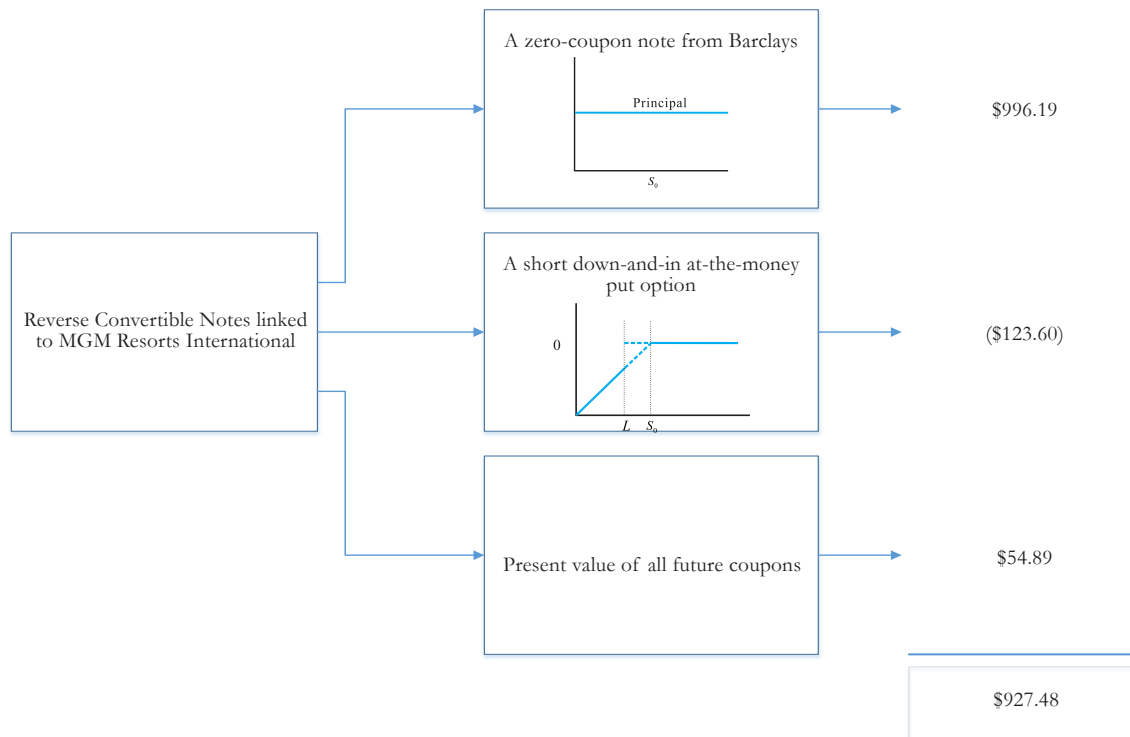 A zero-coupon note from Barclays
Principal
S₀
$996.19
Reverse Convertible Notes linked
to MGM Resorts International
A short down-and-in at-the-money
put option
0
L S₀
($123.60)
Present value of all future coupons
$54.89
$927.48